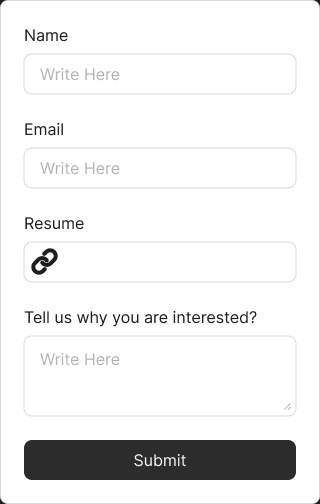 Name
Write Here
Email
Write Here
Resume
Tell us why you are interested?
Write Here
Submit